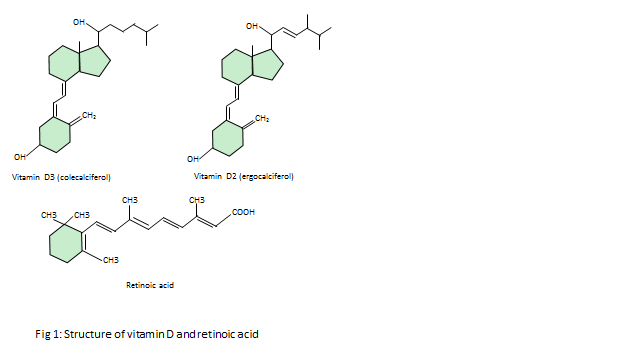 OH
OH
CH2
CH2
OH
OH
Vitamin D3 (colecalciferol)
Vitamin D2 (ergocalciferol)
CH3
CH3
CH3
CH3
COOH
CH3
Retinoic acid
Fig 1: Structure of vitamin D and retinoic acid